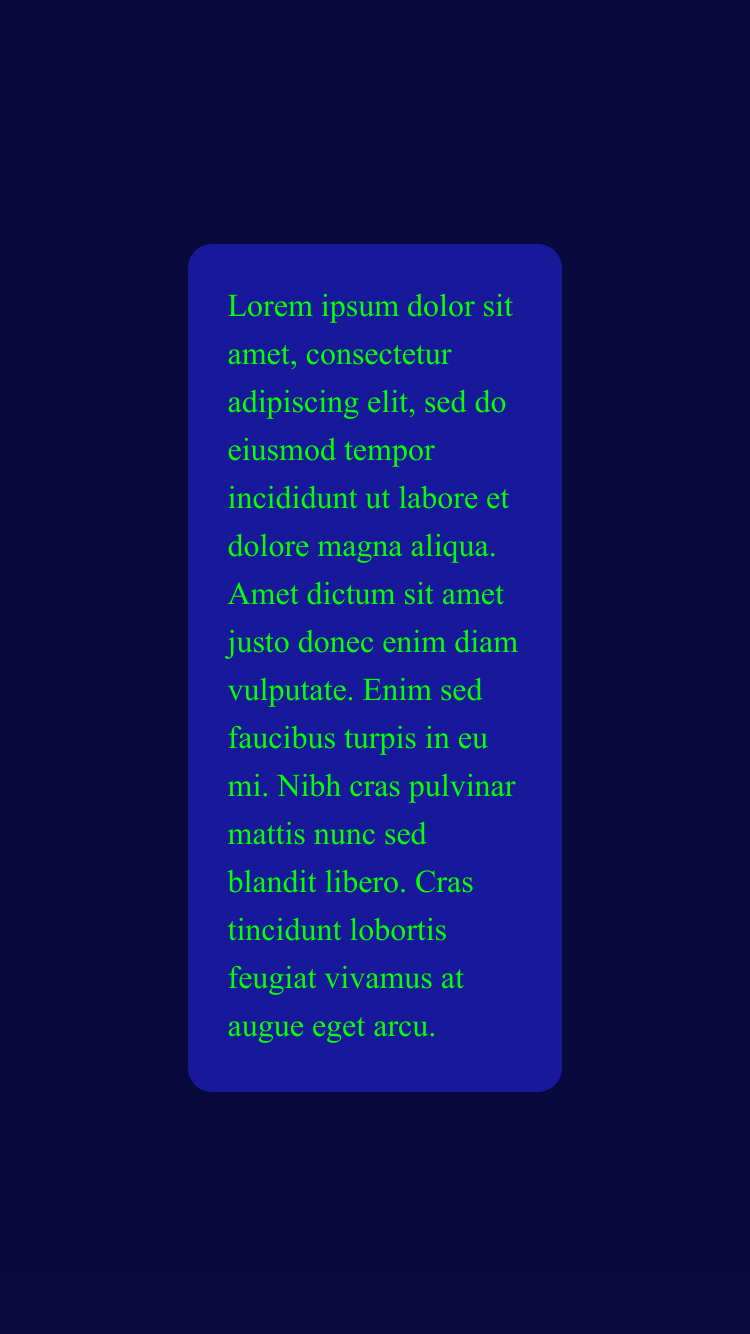 Lorem ipsum dolor sit
amet, consectetur
adipiscing elit, sed do
eiusmod tempor
incididunt ut labore et
dolore magna aliqua.
Amet dictum sit amet
justo donec enim diam
vulputate. Enim sed
faucibus turpis in eu
mi. Nibh cras pulvinar
mattis nunc sed
blandit libero. Cras
tincidunt lobortis
feugiat vivamus at
augue eget arcu.